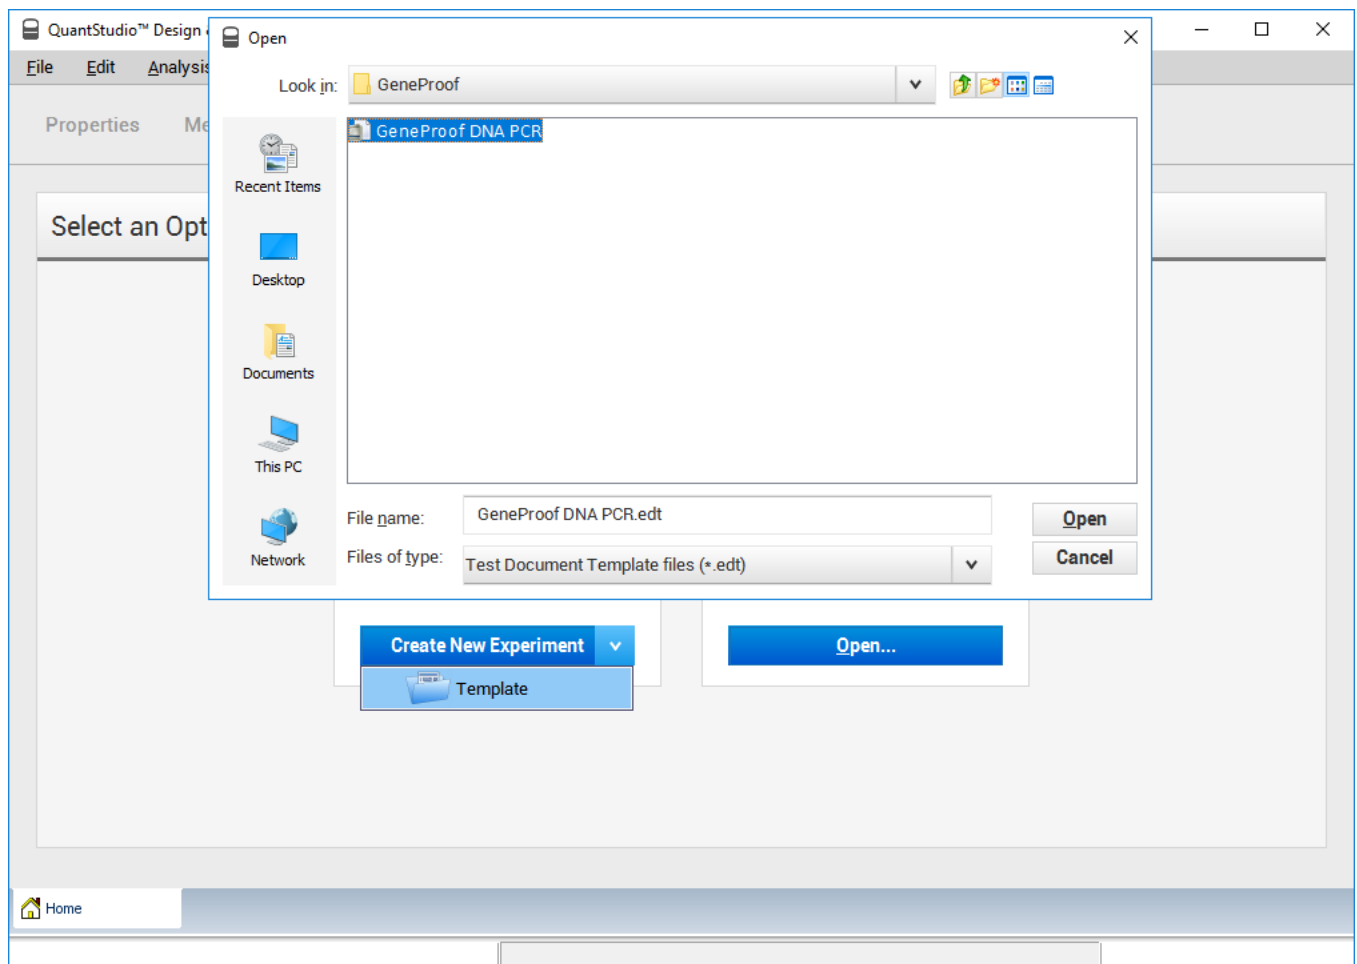 QuantStudio™ Design
Open
File Edit Analysis
Look in: GeneProof
Properties
GeneProof DNA PCR
Recent Items
Select an Opt
Desktop
Documents
This PC
File name: GeneProof DNA PCR.edt Open
Network Files of type: Test Document Template files (*.edt) Cancel
Create New Experiment Open...
Template
Home